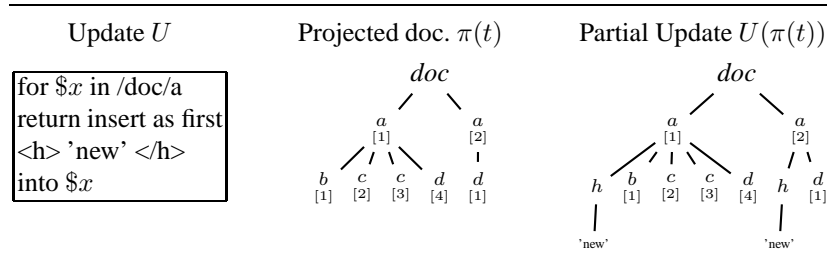 Update U
Projected doc. π(t)
Partial Update U(π(t))
for $x in /doc/a
return insert as first
<h> 'new' </h>
into $x
doc
a a
[1] [2]
b c c d d
[1] [2] [3] [4] [1]
doc
a a
[1] [2]
h b c c d h d
[1] [2] [3] [4] [1]
'new' 'new'